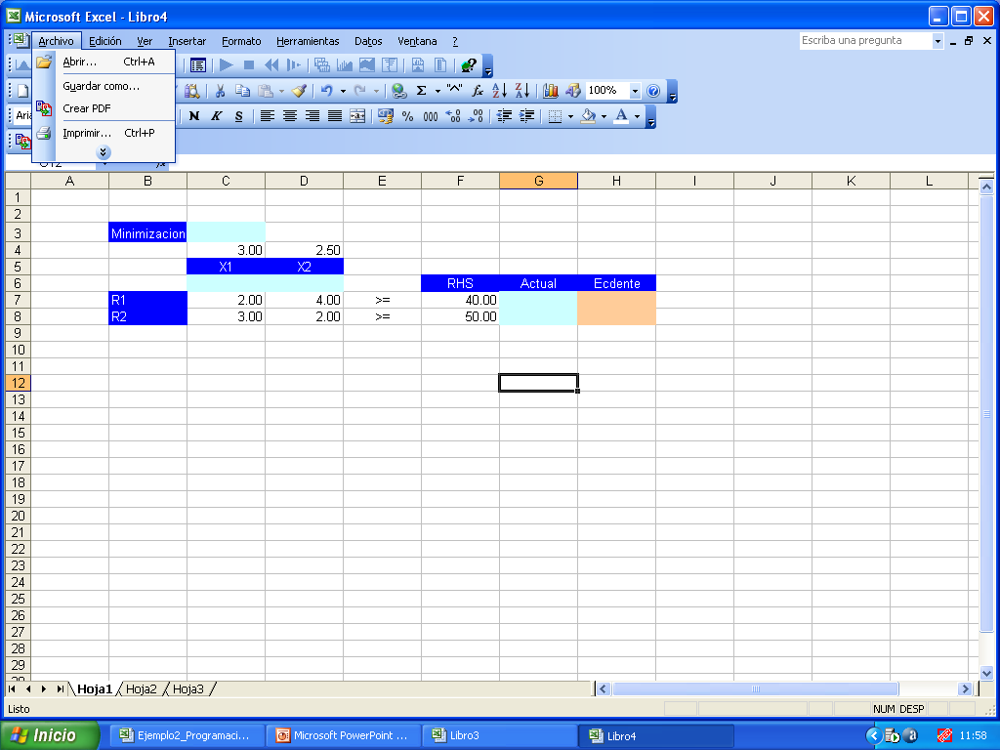 Microsoft Excel - Libro4
Archivo Edición Ver Insertar Formato Herramientas Datos Ventana ? Escriba una pregunta
Abrir... Ctrl+A
Guardar como...
Crear PDF
Imprimir... Ctrl+P
100%
N K S % 000
A B C D E F G H I J K L
1
2
3 Minimizacion
4 3.00 2.50
5 X1 X2
6 RHS Actual Ecdente
7 R1 2.00 4.00 >= 40.00
8 R2 3.00 2.00 >= 50.00
9
10
11
12
13
14
15
16
17
18
19
20
21
22
23
24
25
26
27
28
29
Hoja1 Hoja2 Hoja3
Listo NUM DESP
Inicio Ejemplo2_Programaci... Microsoft PowerPoint ... Libro3 Libro4 11:58